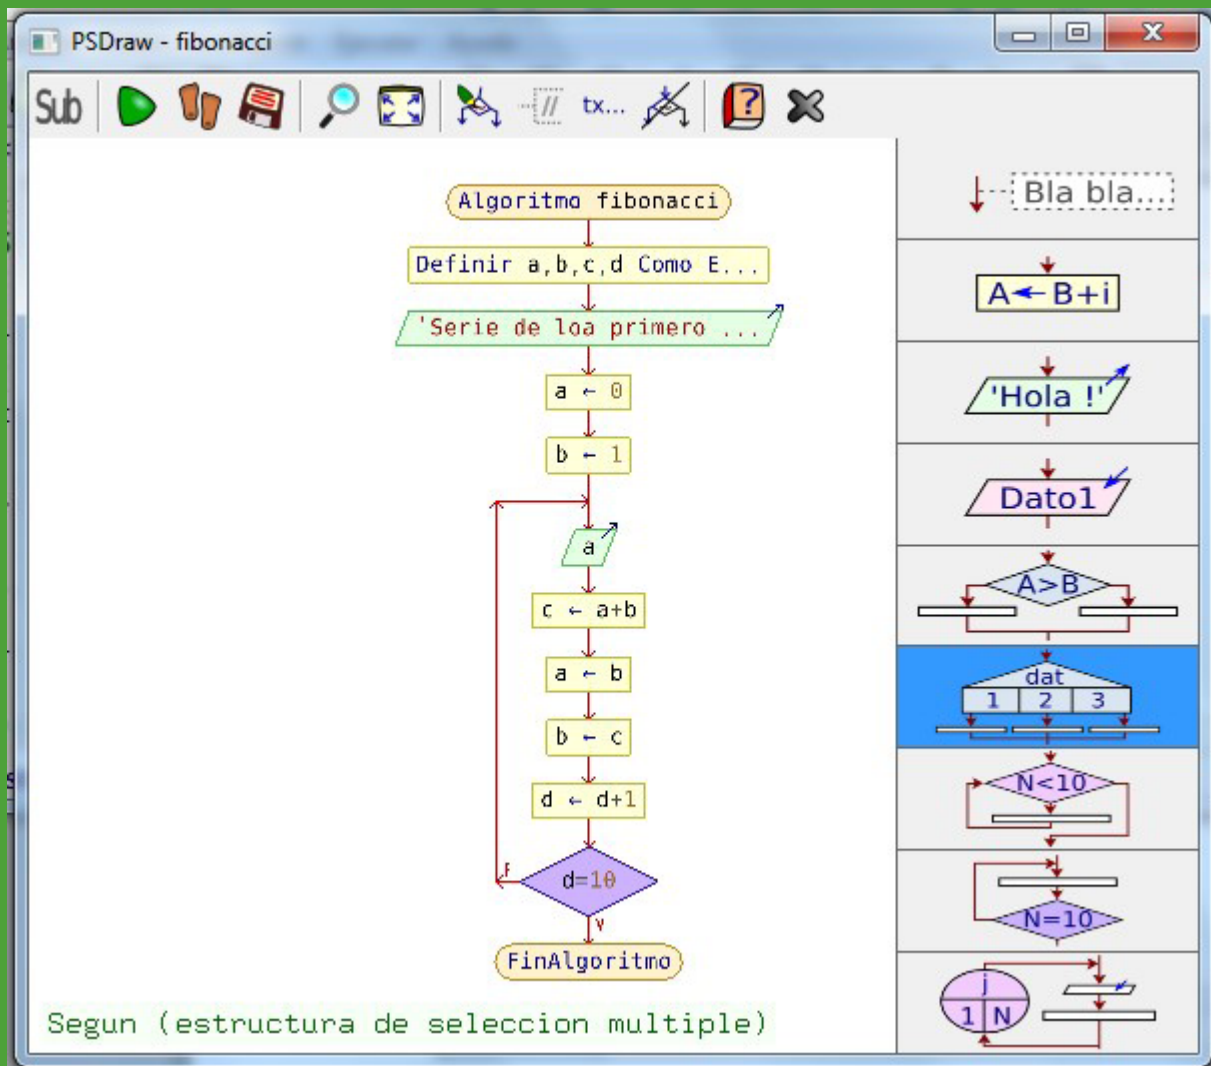 PSDraw - fibonacci
Sub
tx...
Algoritmo fibonacci
Definir a,b,c,d Como E...
'Serie de loa primero ...
a ← 0
b ← 1
a
c ← a+b
a ← b
b ← c
d ← d+1
d=10
F
V
FinAlgoritmo
Segun (estructura de seleccion multiple)
Bla bla...
A← B+i
'Hola !'
Dato1
A>B
dat
1 2 3
N<10
N=10
j
1 N